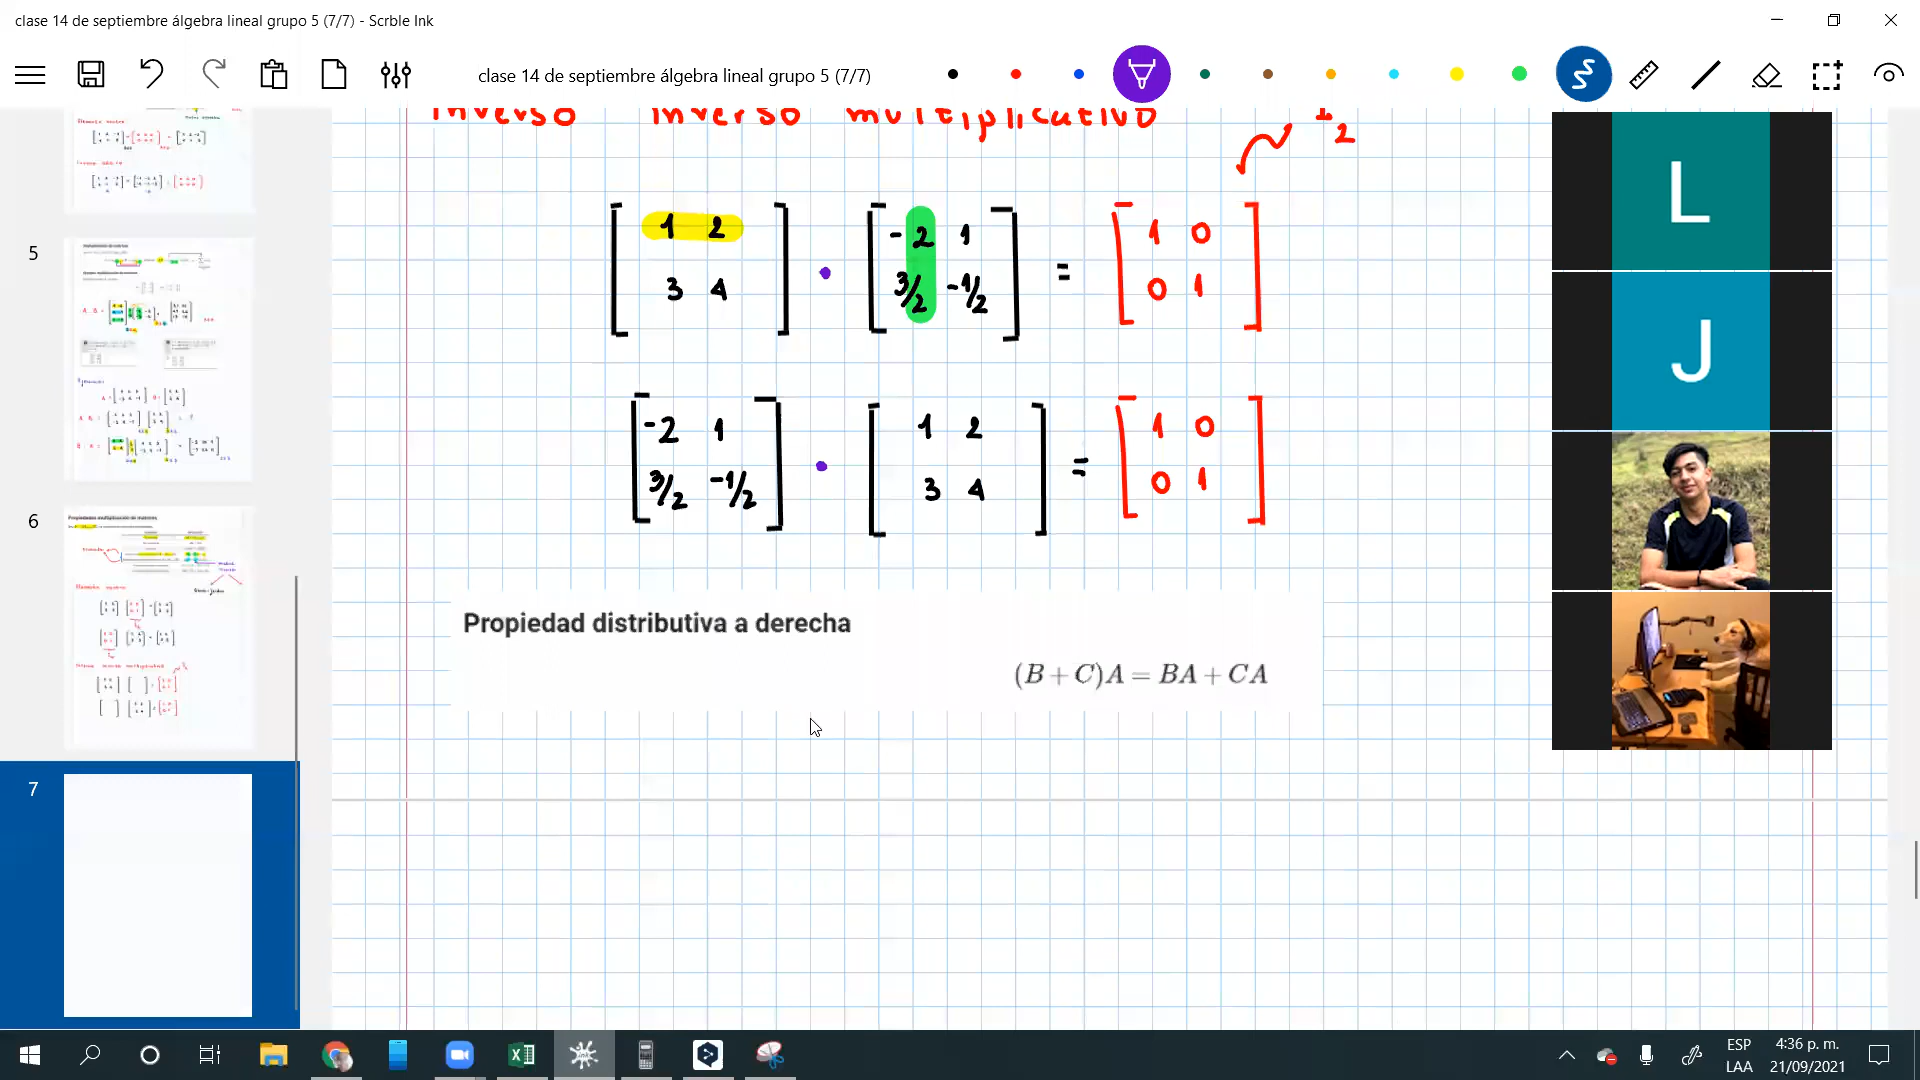 clase 14 de septiembre álgebra lineal grupo 5 (7/7) - Scrble Ink
clase 14 de septiembre álgebra lineal grupo 5 (7/7)
inverso inverso multiplicativo
I2
[ 1 2 ] [ -2 1 ] [ 1 0 ]
[ 3 4 ] • [ 3/2 -1/2 ] = [ 0 1 ]
[ -2 1 ] [ 1 2 ] [ 1 0 ]
[ 3/2 -1/2 ] • [ 3 4 ] = [ 0 1 ]
Propiedad distributiva a derecha
(B + C)A = BA + CA
5
6
7
L
J
ESP
LAA
4:36 p. m.
21/09/2021